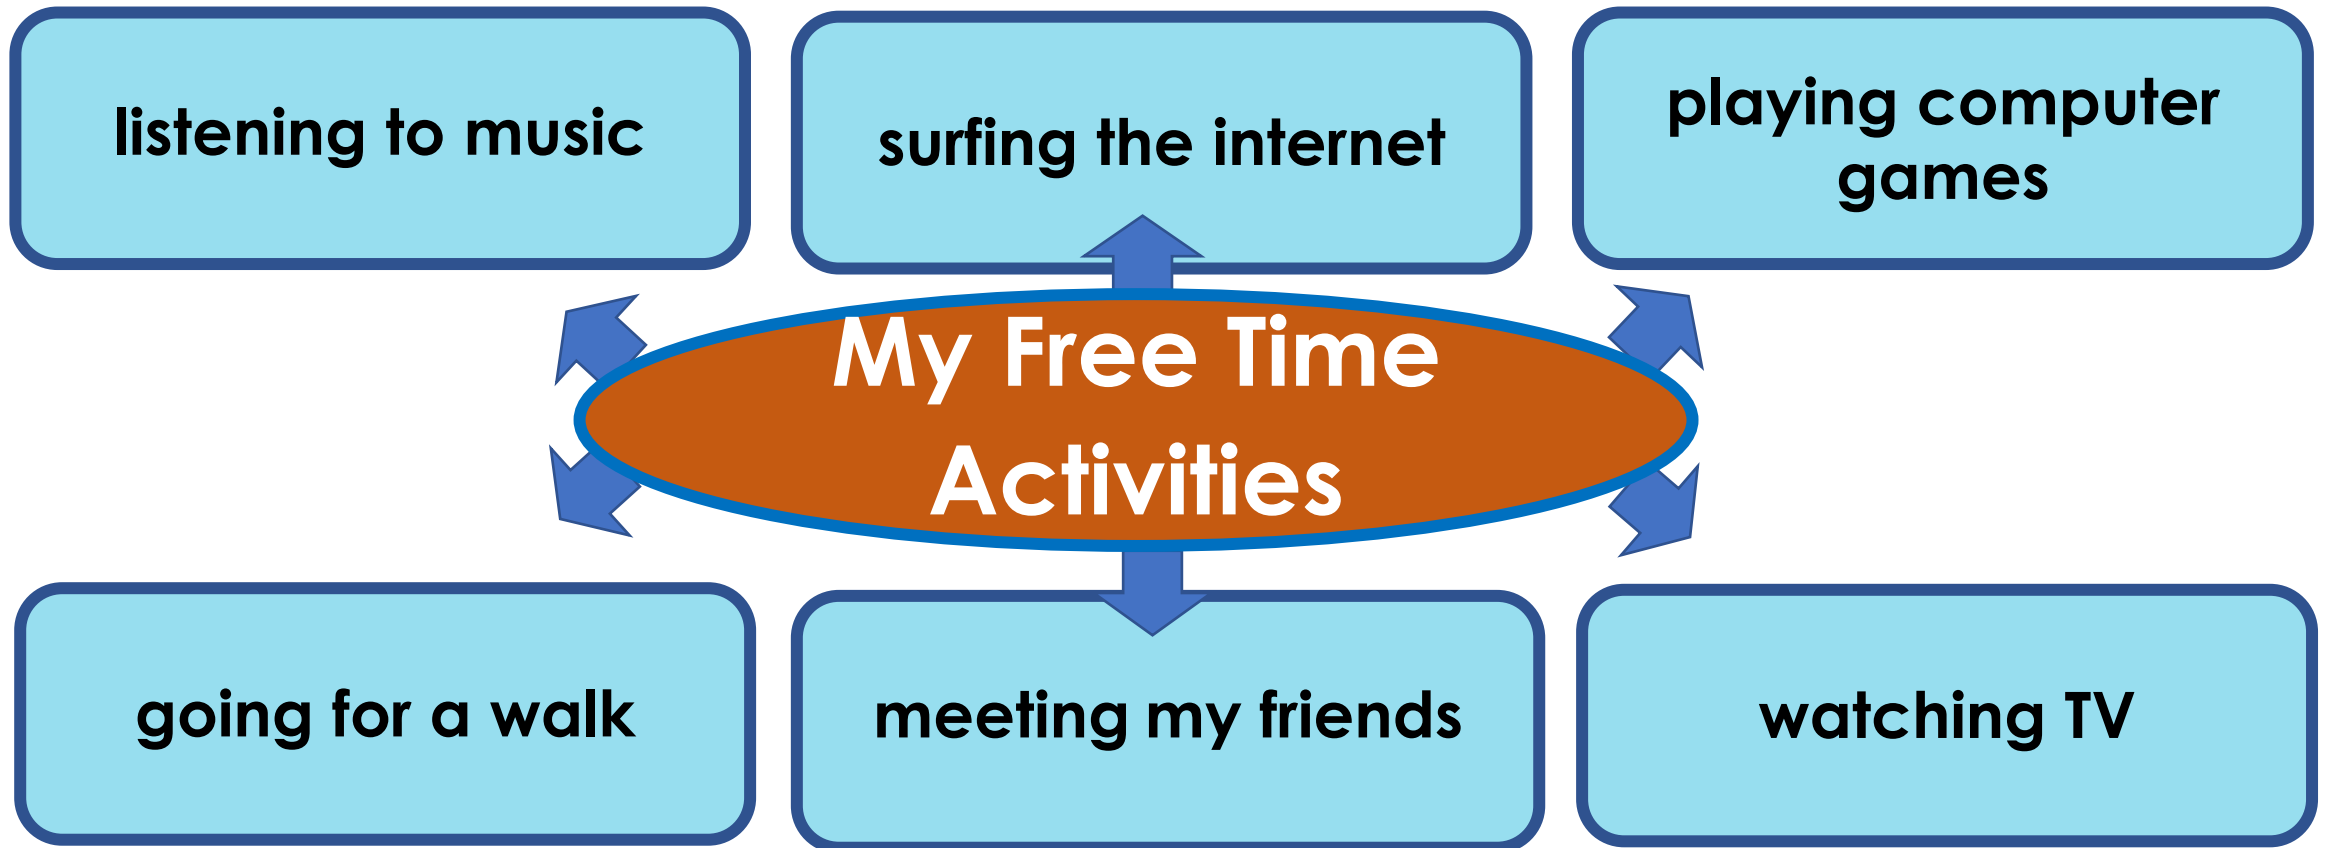 listening to music
surfing the internet
playing computer
games
My Free Time
Activities
going for a walk
meeting my friends
watching TV